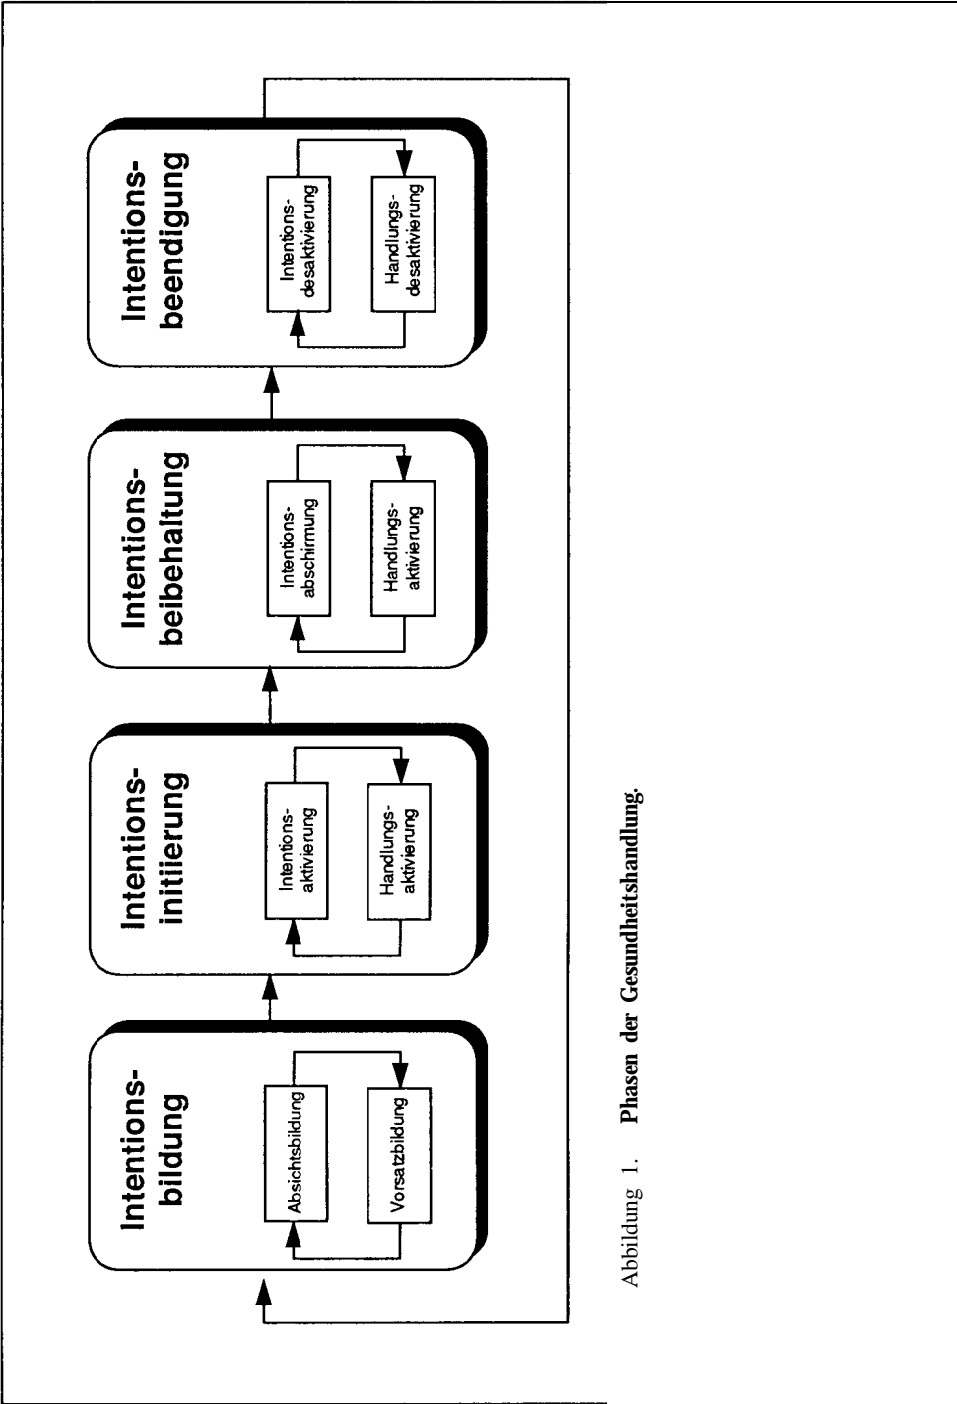 Intentions-
bildung
Absichtsbildung
Vorsatzbildung
Intentions-
initiierung
Intentions-
aktivierung
Handlungs-
aktivierung
Intentions-
beibehaltung
Intentions-
abschirmung
Handlungs-
aktivierung
Intentions-
beendigung
Intentions-
desaktivierung
Handlungs-
desaktivierung
Abbildung 1. Phasen der Gesundheitshandlung.